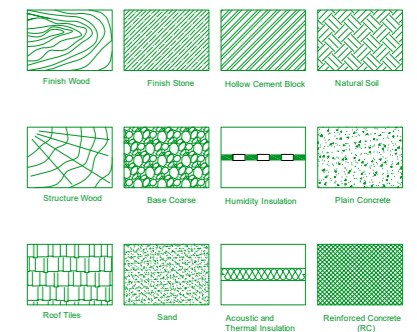 Finish Wood
Finish Stone
Hollow Cement Block
Natural Soil
Structure Wood
Base Coarse
Humidity Insulation
Plain Concrete
Roof Tiles
Sand
Acoustic and
Thermal Insulation
Reinforced Concrete
(RC)